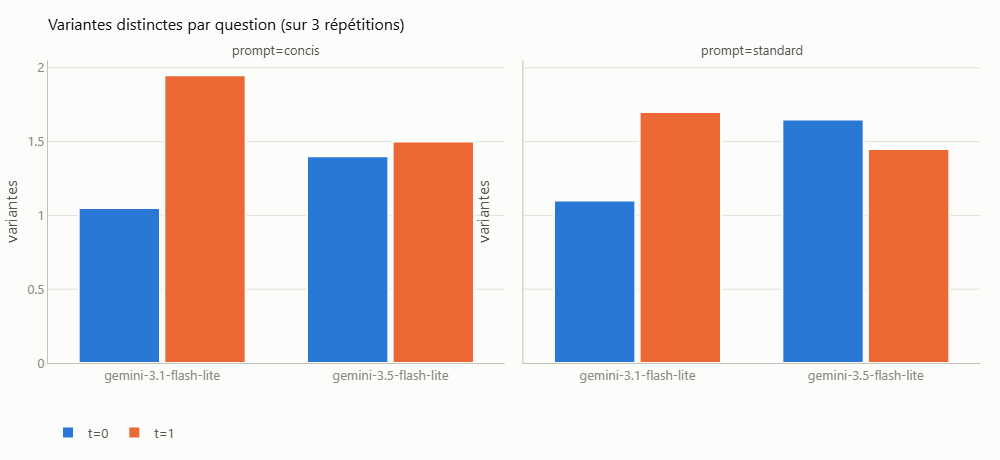 Variantes distinctes par question (sur 3 répétitions)
prompt=concis
prompt=standard
variantes
2
1.5
1
0.5
0
variantes
gemini-3.1-flash-lite
gemini-3.5-flash-lite
gemini-3.1-flash-lite
gemini-3.5-flash-lite
t=0
t=1